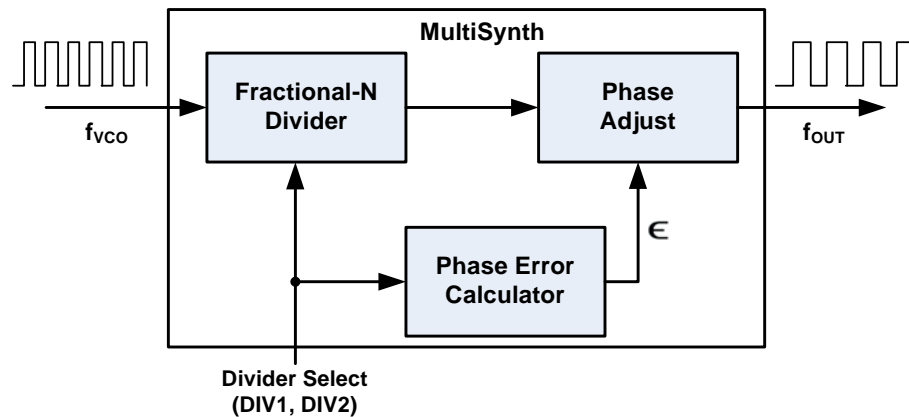 MultiSynth
Fractional-N
Divider
Phase
Adjust
fVCO
fOUT
ϵ
Phase Error
Calculator
Divider Select
(DIV1, DIV2)